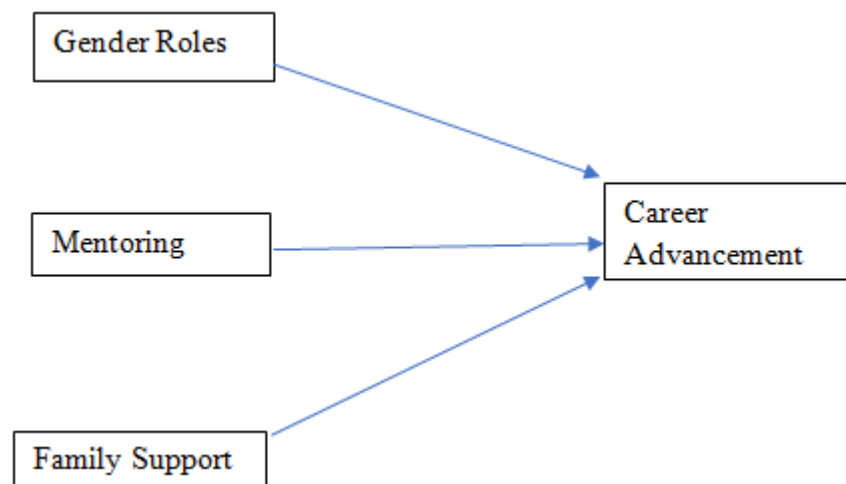 Gender Roles
Mentoring
Career
Advancement
Family Support